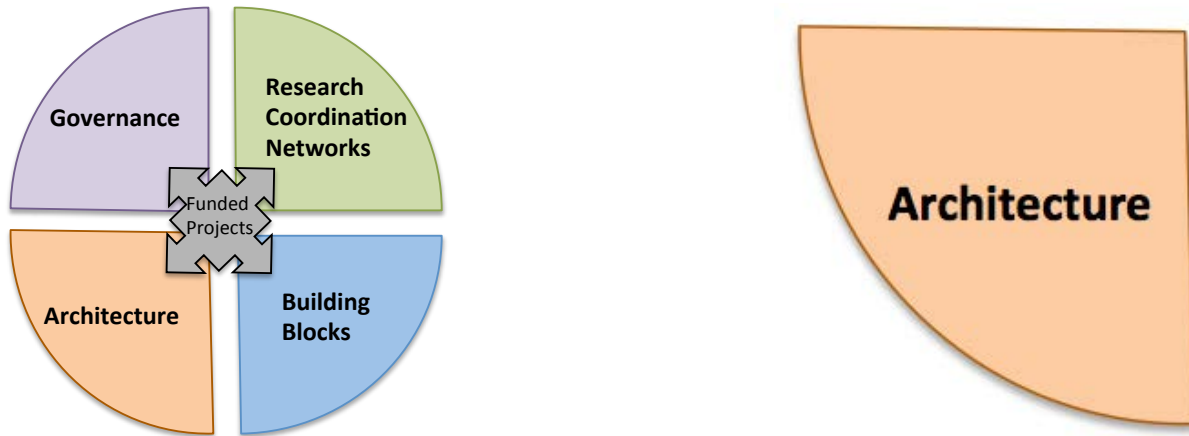 Governance
Research
Coordination
Networks
Funded
Projects
Architecture
Building
Blocks
Architecture